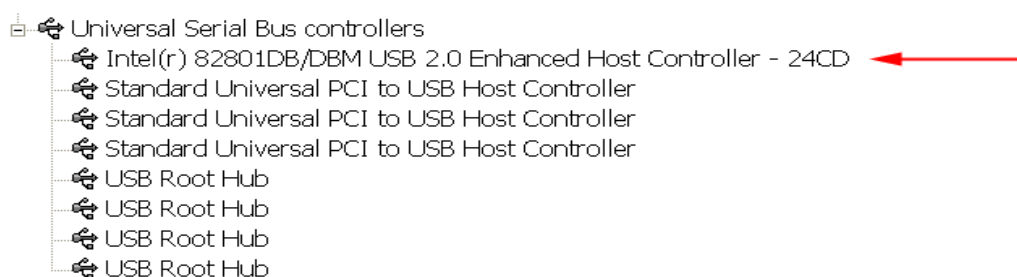 Universal Serial Bus controllers
Intel(r) 82801DB/DBM USB 2.0 Enhanced Host Controller - 24CD
Standard Universal PCI to USB Host Controller
Standard Universal PCI to USB Host Controller
Standard Universal PCI to USB Host Controller
USB Root Hub
USB Root Hub
USB Root Hub
USB Root Hub